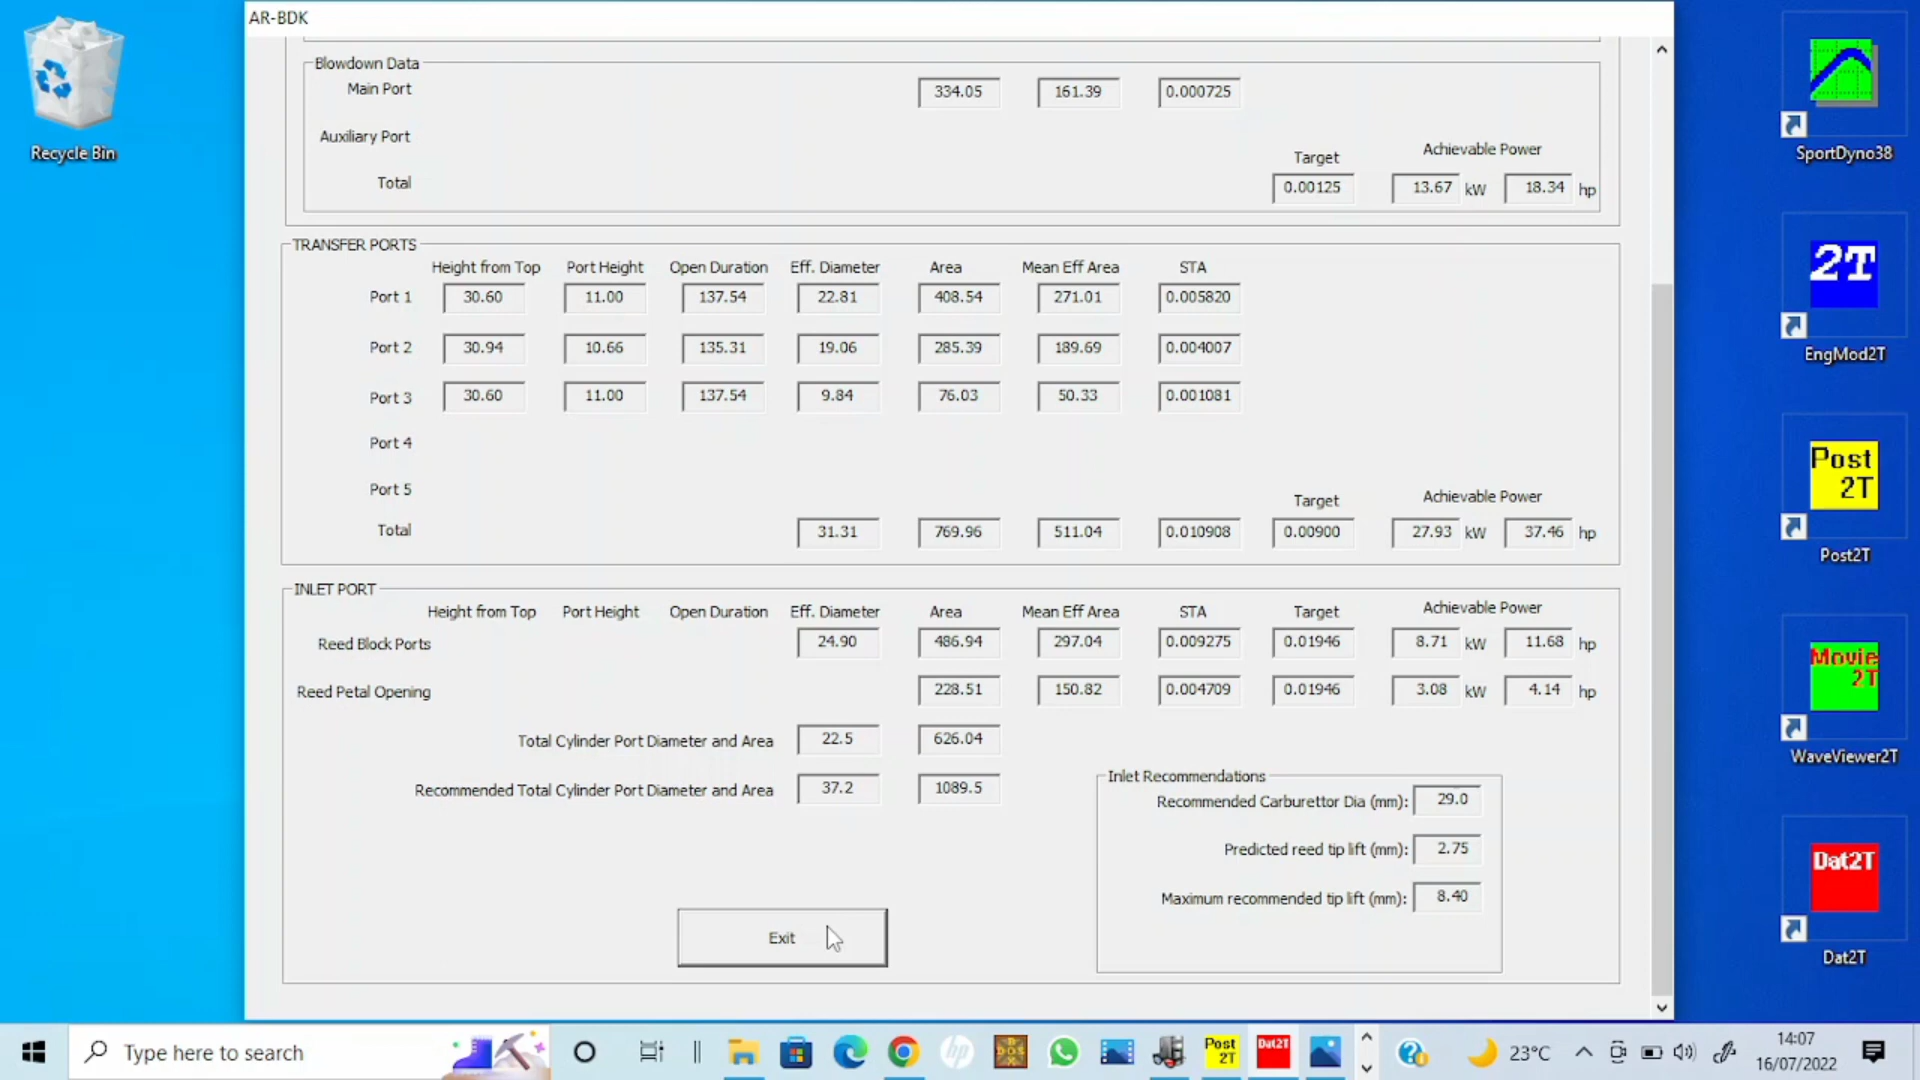 AR-BDK
Recycle Bin
Blowdown Data
Main Port 334.05 161.39 0.000725
Auxiliary Port
Target Achievable Power
Total 0.00125 13.67 kW 18.34 hp
TRANSFER PORTS
Height from Top Port Height Open Duration Eff. Diameter Area Mean Eff Area STA
Port 1 30.60 11.00 137.54 22.81 408.54 271.01 0.005820
Port 2 30.94 10.66 135.31 19.06 285.39 189.69 0.004007
Port 3 30.60 11.00 137.54 9.84 76.03 50.33 0.001081
Port 4
Port 5
Target Achievable Power
Total 31.31 769.96 511.04 0.010908 0.00900 27.93 kW 37.46 hp
INLET PORT
Height from Top Port Height Open Duration Eff. Diameter Area Mean Eff Area STA Target Achievable Power
Reed Block Ports 24.90 486.94 297.04 0.009275 0.01946 8.71 kW 11.68 hp
Reed Petal Opening 228.51 150.82 0.004709 0.01946 3.08 kW 4.14 hp
Total Cylinder Port Diameter and Area 22.5 626.04
Recommended Total Cylinder Port Diameter and Area 37.2 1089.5
Inlet Recommendations
Recommended Carburettor Dia (mm): 29.0
Predicted reed tip lift (mm): 2.75
Maximum recommended tip lift (mm): 8.40
Exit
SportDyno38
2T
EngMod2T
Post
2T
Post2T
Movie
2T
WaveViewer2T
Dat2T
Dat2T
Type here to search
hp
DOS
Post
2T
Dat2T
23°C
14:07
16/07/2022